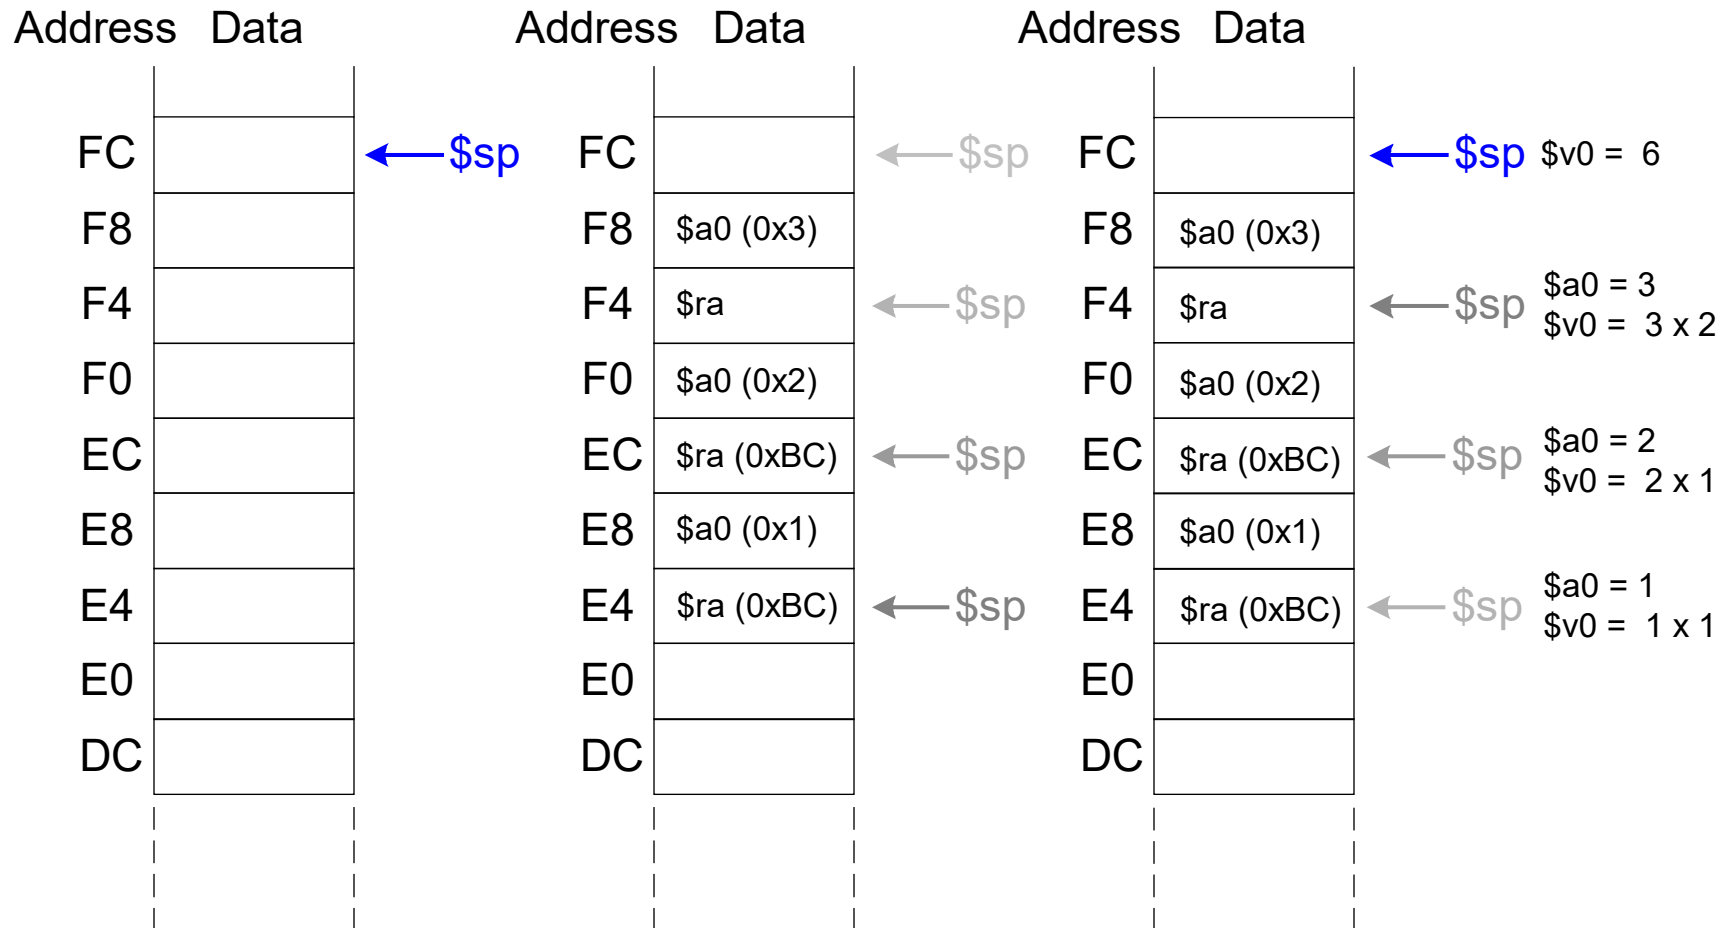 Address Data Address Data Address Data
FC $sp FC $sp FC $sp $v0 = 6
F8 F8 $a0 (0x3) F8 $a0 (0x3)
F4 F4 $ra $sp F4 $ra $sp $a0 = 3
$v0 = 3 x 2
F0 F0 $a0 (0x2) F0 $a0 (0x2)
EC EC $ra (0xBC) $sp EC $ra (0xBC) $sp $a0 = 2
$v0 = 2 x 1
E8 E8 $a0 (0x1) E8 $a0 (0x1)
E4 E4 $ra (0xBC) $sp E4 $ra (0xBC) $sp $a0 = 1
$v0 = 1 x 1
E0 E0 E0
DC DC DC